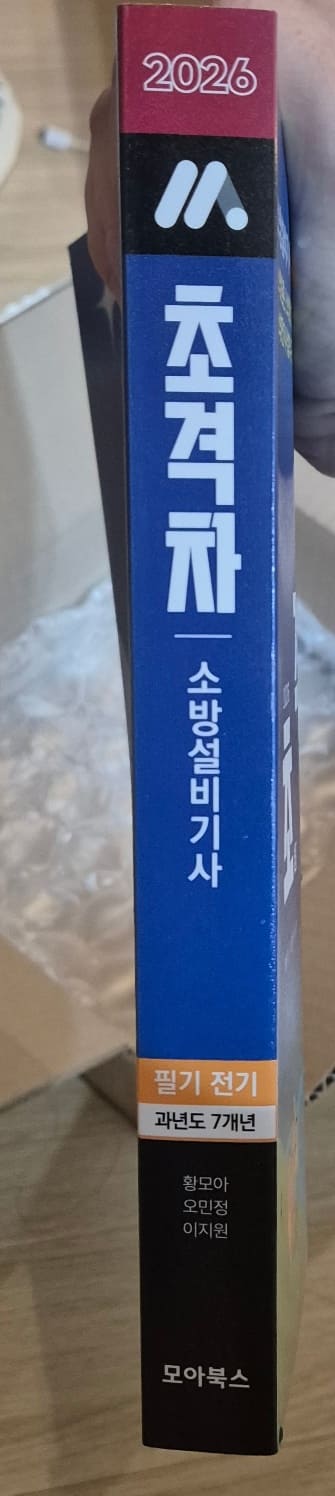 2026
초격차
소방설비기사
필기 전기
과년도 7개년
황모아
오민정
이지원
모아북스